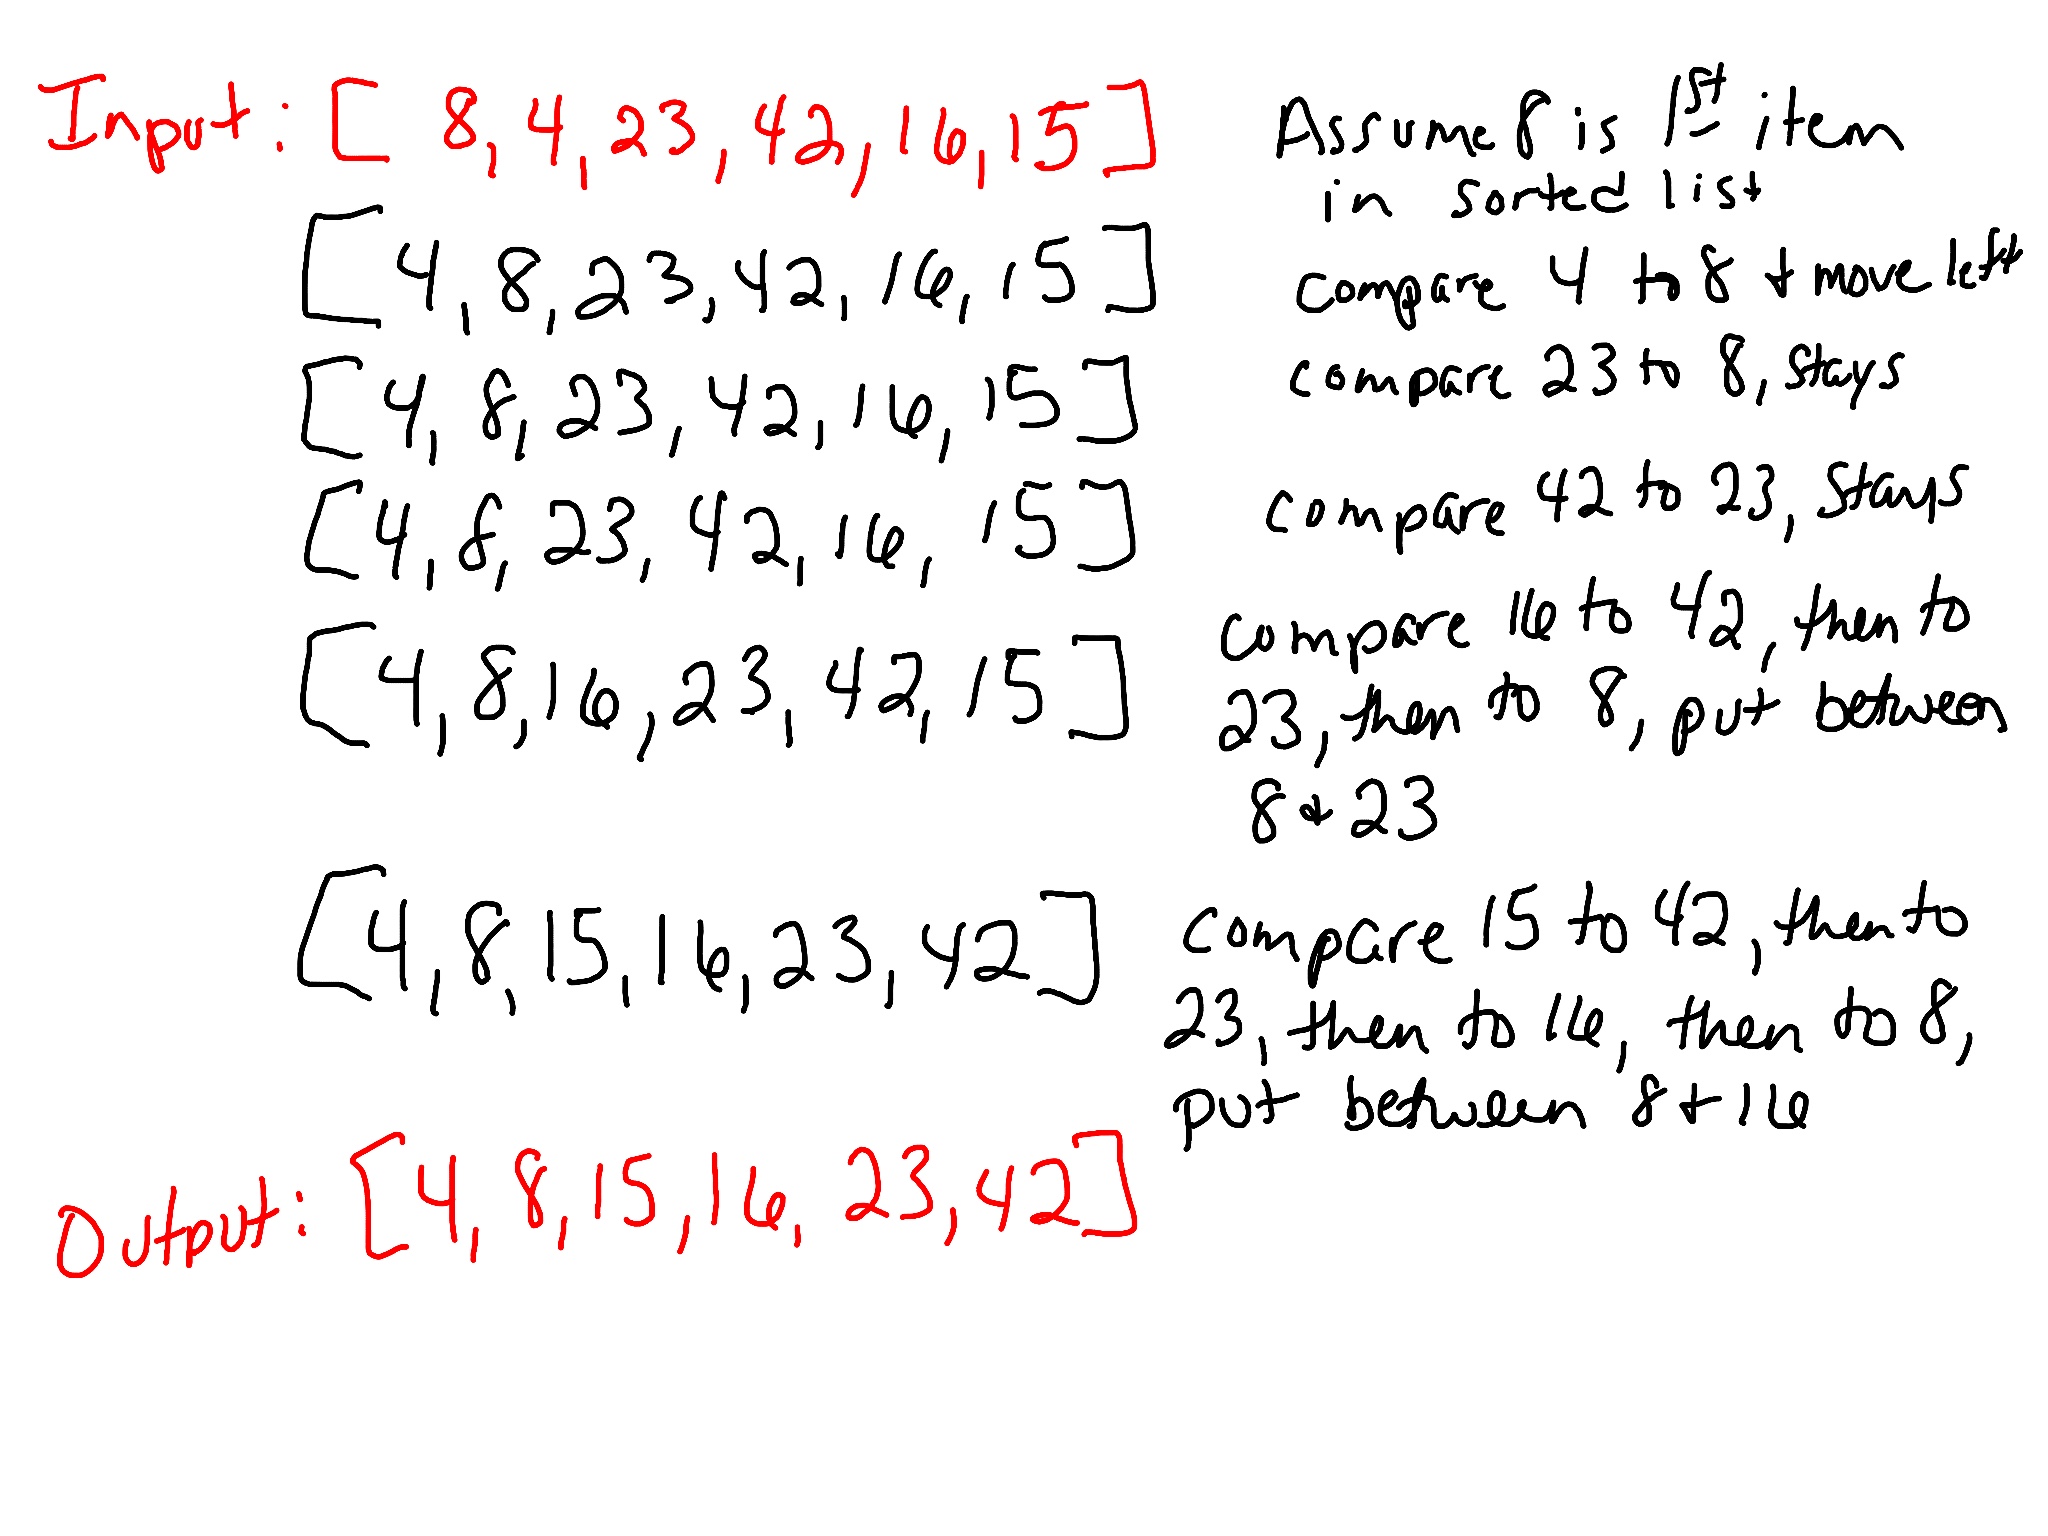 Input: [ 8, 4, 23, 42, 16, 15 ]
Assume 8 is 1st item
in sorted list
[ 4, 8, 23, 42, 16, 15 ]
compare 4 to 8 + move left
[ 4, 8, 23, 42, 16, 15 ]
compare 23 to 8, stays
[ 4, 8, 23, 42, 16, 15 ]
compare 42 to 23, stays
[ 4, 8, 16, 23, 42, 15 ]
compare 16 to 42, then to
23, then to 8, put between
8 + 23
[ 4, 8, 15, 16, 23, 42 ]
compare 15 to 42, then to
23, then to 16, then to 8,
put between 8 + 16
Output: [ 4, 8, 15, 16, 23, 42 ]